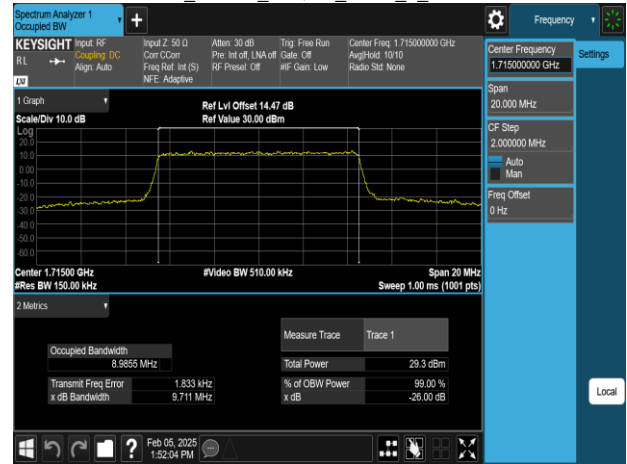 Spectrum Analyzer 1
Occupied BW
Frequency
KEYSIGHT
RL
LXI
Input: RF
Coupling: DC
Align: Auto
Input Z: 50 Ω
Corr CCorr
Freq Ref: Int (S)
NFE: Adaptive
Atten: 30 dB
Pre: Int off, LNA off
RF Presel: Off
Trig: Free Run
Gate: Off
#IF Gain: Low
Center Freq: 1.715000000 GHz
Avg|Hold: 10/10
Radio Std: None
Center Frequency
1.715000000 GHz
Settings
Span
20.000 MHz
CF Step
2.000000 MHz
Auto
Man
Freq Offset
0 Hz
Local
1 Graph
Scale/Div 10.0 dB
Ref Lvl Offset 14.47 dB
Ref Value 30.00 dBm
Log
20.0
10.0
0.00
-10.0
-20.0
-30.0
-40.0
-50.0
-60.0
Center 1.71500 GHz
#Video BW 510.00 kHz
Span 20 MHz
#Res BW 150.00 kHz
Sweep 1.00 ms (1001 pts)
2 Metrics
Measure Trace
Trace 1
Occupied Bandwidth
8.9855 MHz
Total Power
29.3 dBm
Transmit Freq Error
1.833 kHz
% of OBW Power
99.00 %
x dB Bandwidth
9.711 MHz
x dB
-26.00 dB
Feb 05, 2025
1:52:04 PM